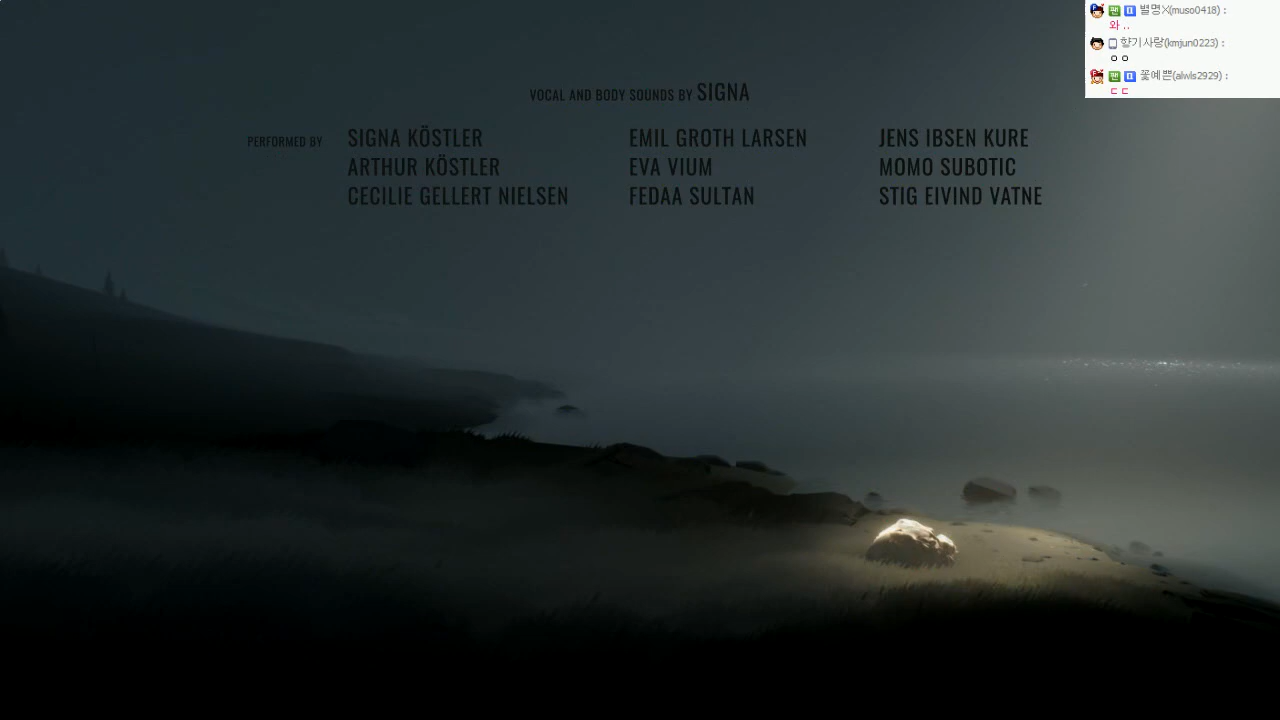 VOCAL AND BODY SOUNDS BY SIGNA
PERFORMED BY SIGNA KÖSTLER EMIL GROTH LARSEN JENS IBSEN KURE
ARTHUR KÖSTLER EVA VIUM MOMO SUBOTIC
CECILIE GELLERT NIELSEN FEDAA SULTAN STIG EIVIND VATNE
팬 별명X(muso0418) :
와 ..
향기사랑(kmjun0223) :
ㅇㅇ
팬 꽃예쁜(alwls2929) :
ㄷㄷ